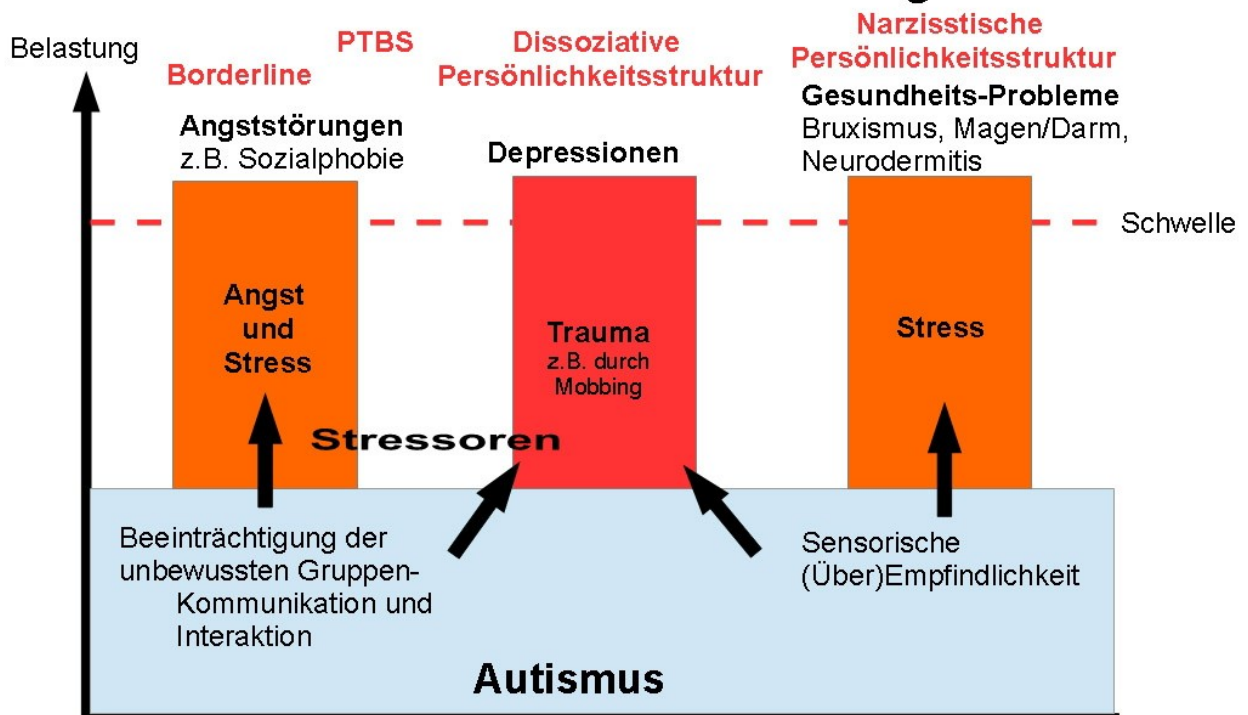 Belastung
PTBS
Borderline
Dissoziative
Persönlichkeitsstruktur
Narzisstische
Persönlichkeitsstruktur
Angststörungen
z.B. Sozialphobie
Depressionen
Gesundheits-Probleme
Bruxismus, Magen/Darm,
Neurodermitis
Schwelle
Angst
und
Stress
Trauma
z.B. durch
Mobbing
Stress
Stressoren
Beeinträchtigung der
unbewussten Gruppen-
Kommunikation und
Interaktion
Sensorische
(Über)Empfindlichkeit
Autismus